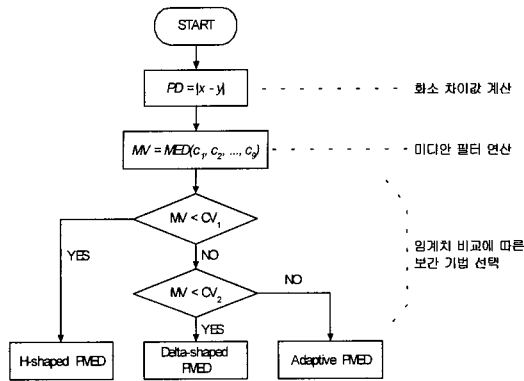 START
PD = |x - y|
화소 차이값 계산
MV = MED(c₁, c₂, ..., c₉)
미디안 필터 연산
MV < CV₁
YES
NO
임계치 비교에 따른
보간 기법 선택
MV < CV₂
NO
YES
H-shaped PMED
Delta-shaped
PMED
Adaptive PMED